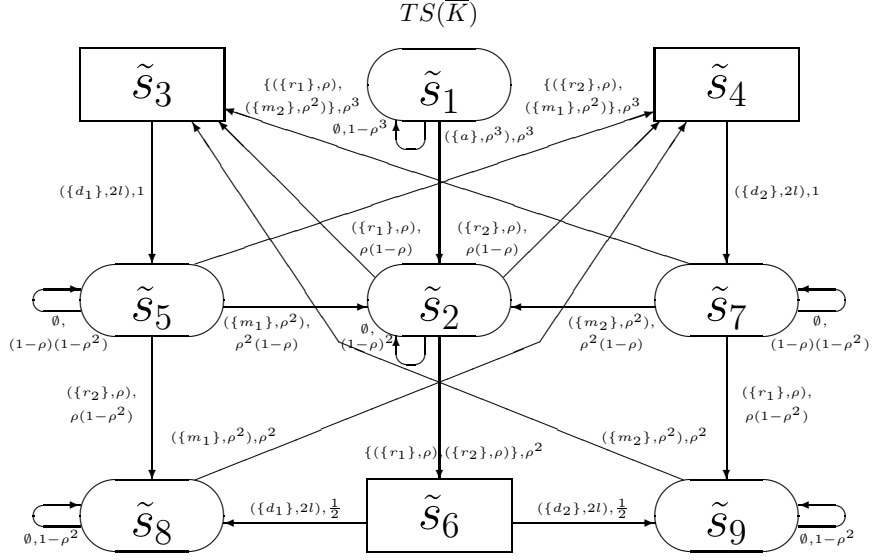 TS(K̅)
s̃₃
{({r₁},ρ),
({m₂},ρ²)},ρ³
s̃₁
{({r₂},ρ),
({m₁},ρ²)},ρ³
s̃₄
∅,1−ρ³
({a},ρ³),ρ³
({d₁},2l),1
({d₂},2l),1
({r₁},ρ),
ρ(1−ρ)
({r₂},ρ),
ρ(1−ρ)
s̃₅
s̃₂
s̃₇
∅,
(1−ρ)(1−ρ²)
({m₁},ρ²),
ρ²(1−ρ)
∅,
(1−ρ)²
({m₂},ρ²),
ρ²(1−ρ)
∅,
(1−ρ)(1−ρ²)
({r₂},ρ),
ρ(1−ρ²)
({r₁},ρ),
ρ(1−ρ²)
({m₁},ρ²),ρ²
({m₂},ρ²),ρ²
{({r₁},ρ),({r₂},ρ)},ρ²
s̃₈
({d₁},2l),½
s̃₆
({d₂},2l),½
s̃₉
∅,1−ρ²
∅,1−ρ²